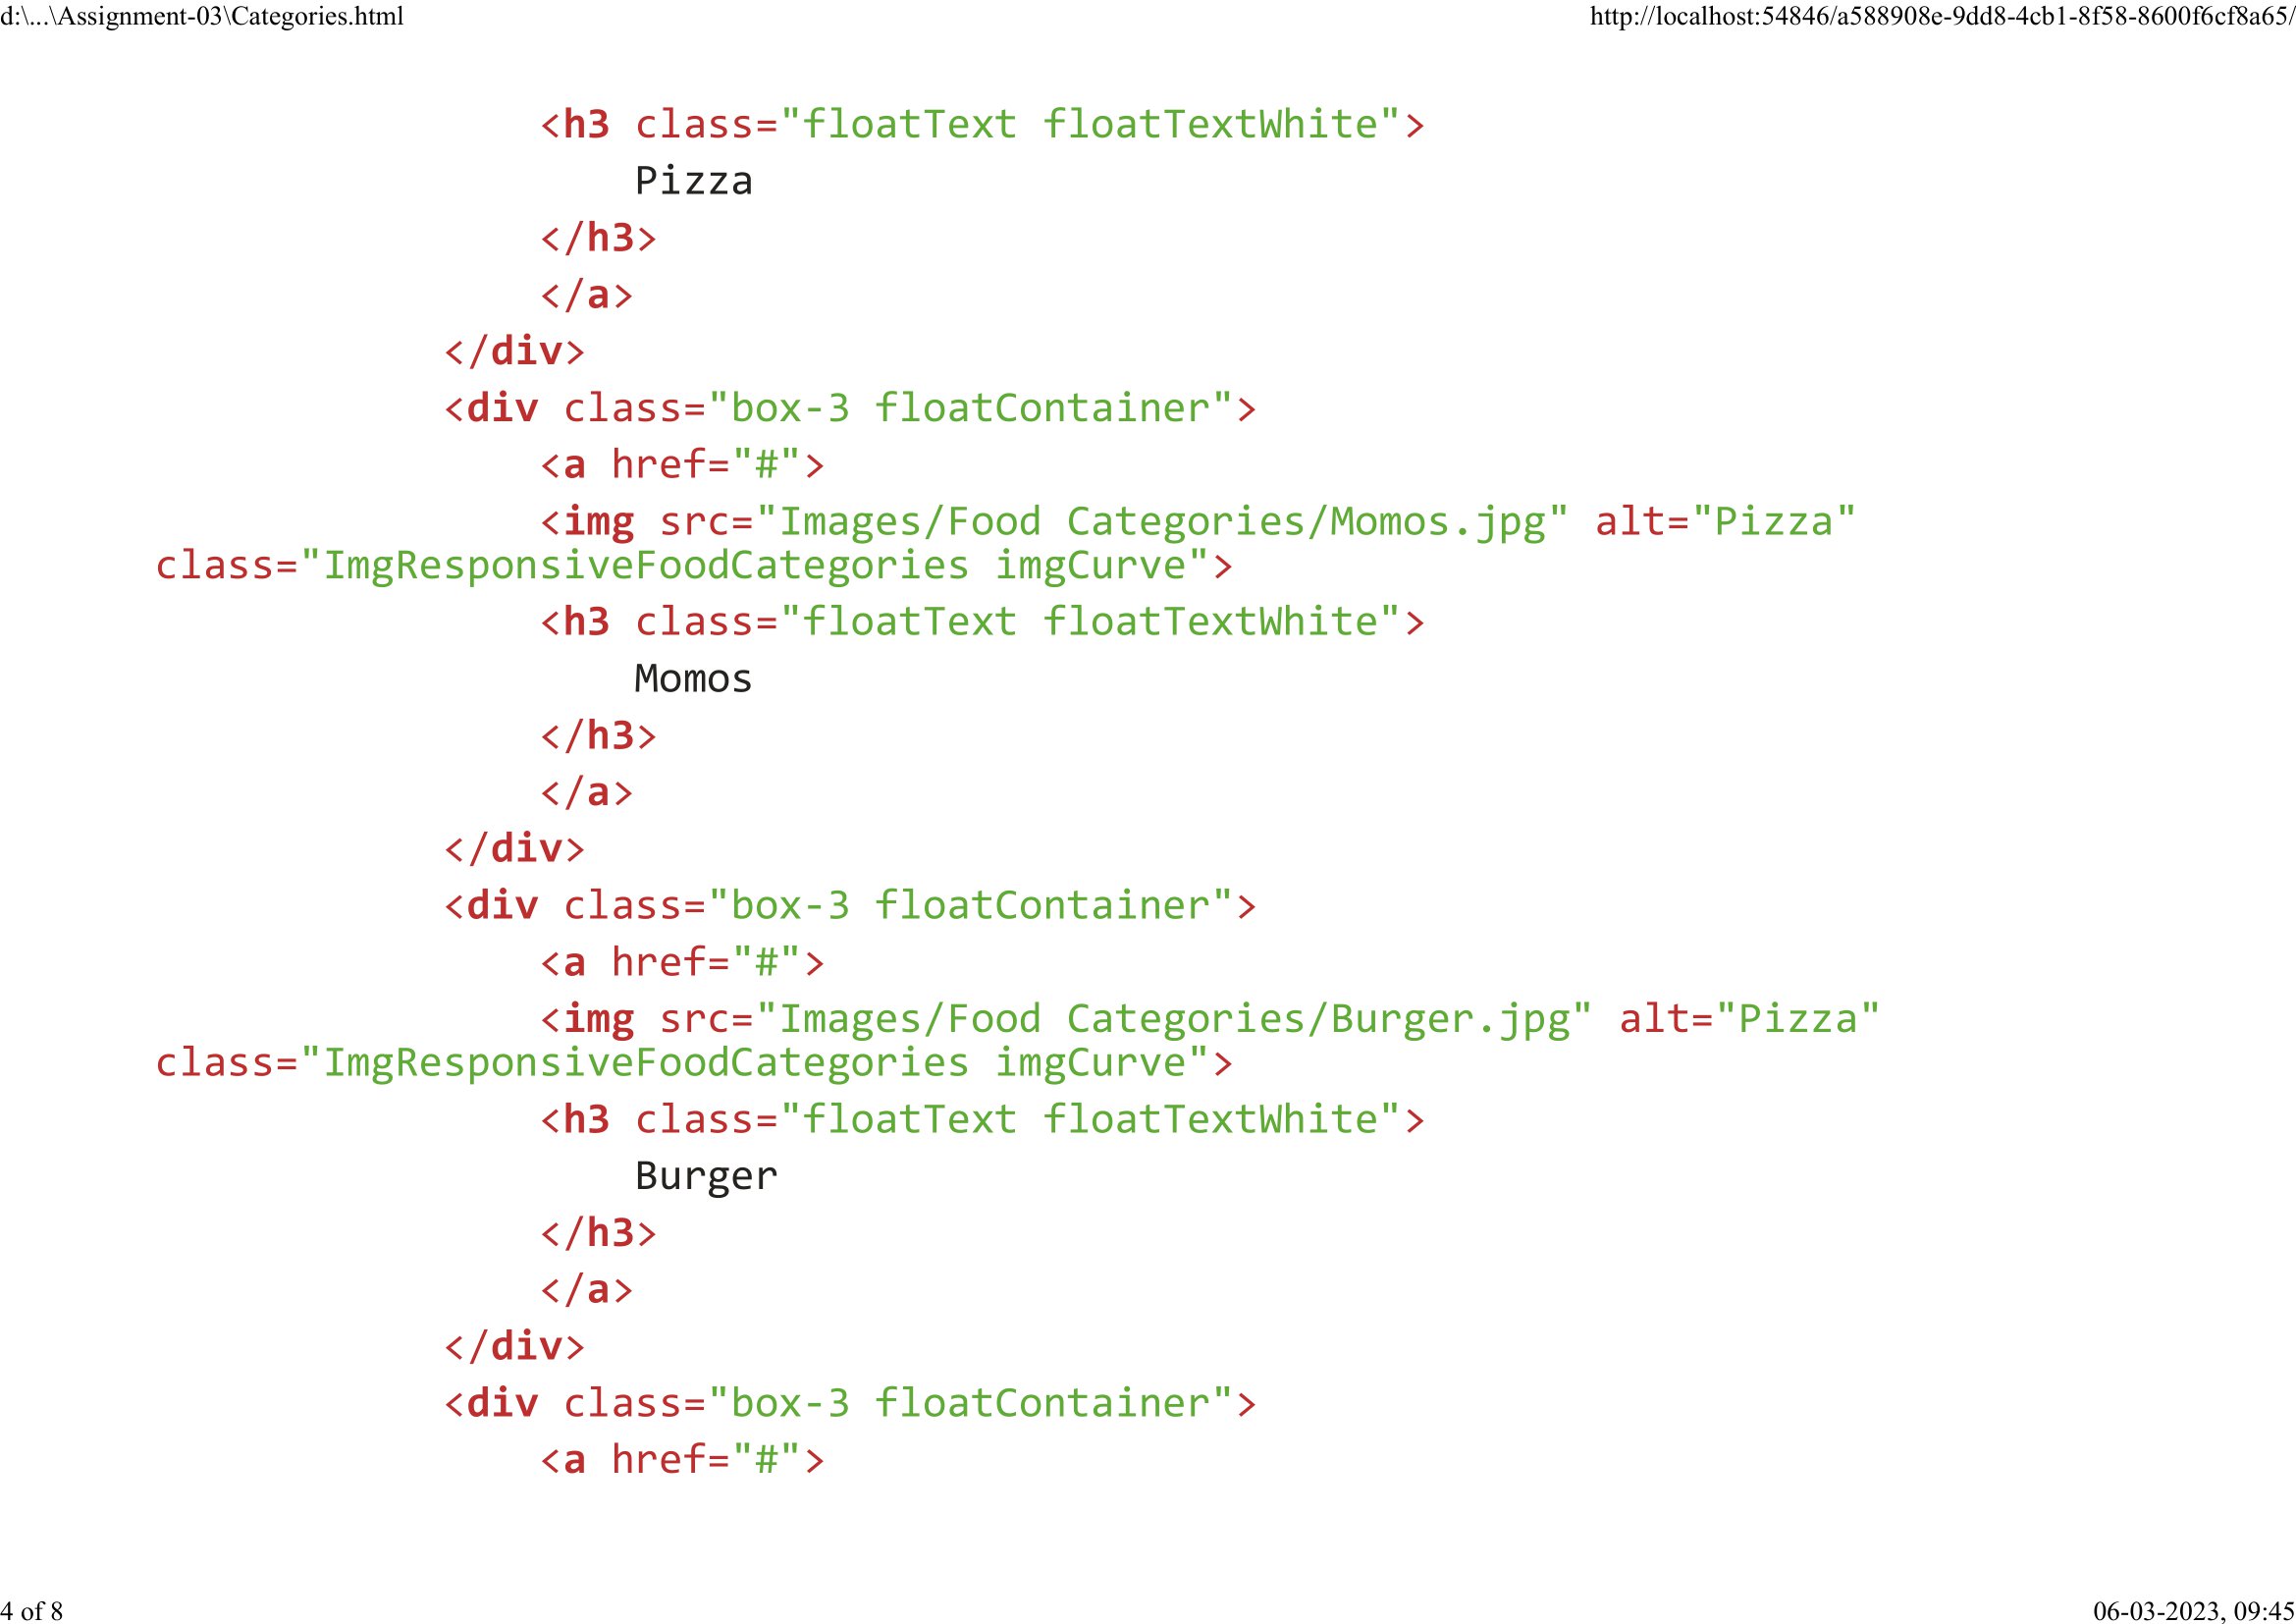 d:\...\Assignment-03\Categories.html
http://localhost:54846/a588908e-9dd8-4cb1-8f58-8600f6cf8a65/
<h3 class="floatText floatTextWhite">
Pizza
</h3>
</a>
</div>
<div class="box-3 floatContainer">
<a href="#">
<img src="Images/Food Categories/Momos.jpg" alt="Pizza"
class="ImgResponsiveFoodCategories imgCurve">
<h3 class="floatText floatTextWhite">
Momos
</h3>
</a>
</div>
<div class="box-3 floatContainer">
<a href="#">
<img src="Images/Food Categories/Burger.jpg" alt="Pizza"
class="ImgResponsiveFoodCategories imgCurve">
<h3 class="floatText floatTextWhite">
Burger
</h3>
</a>
</div>
<div class="box-3 floatContainer">
<a href="#">
4 of 8
06-03-2023, 09:45